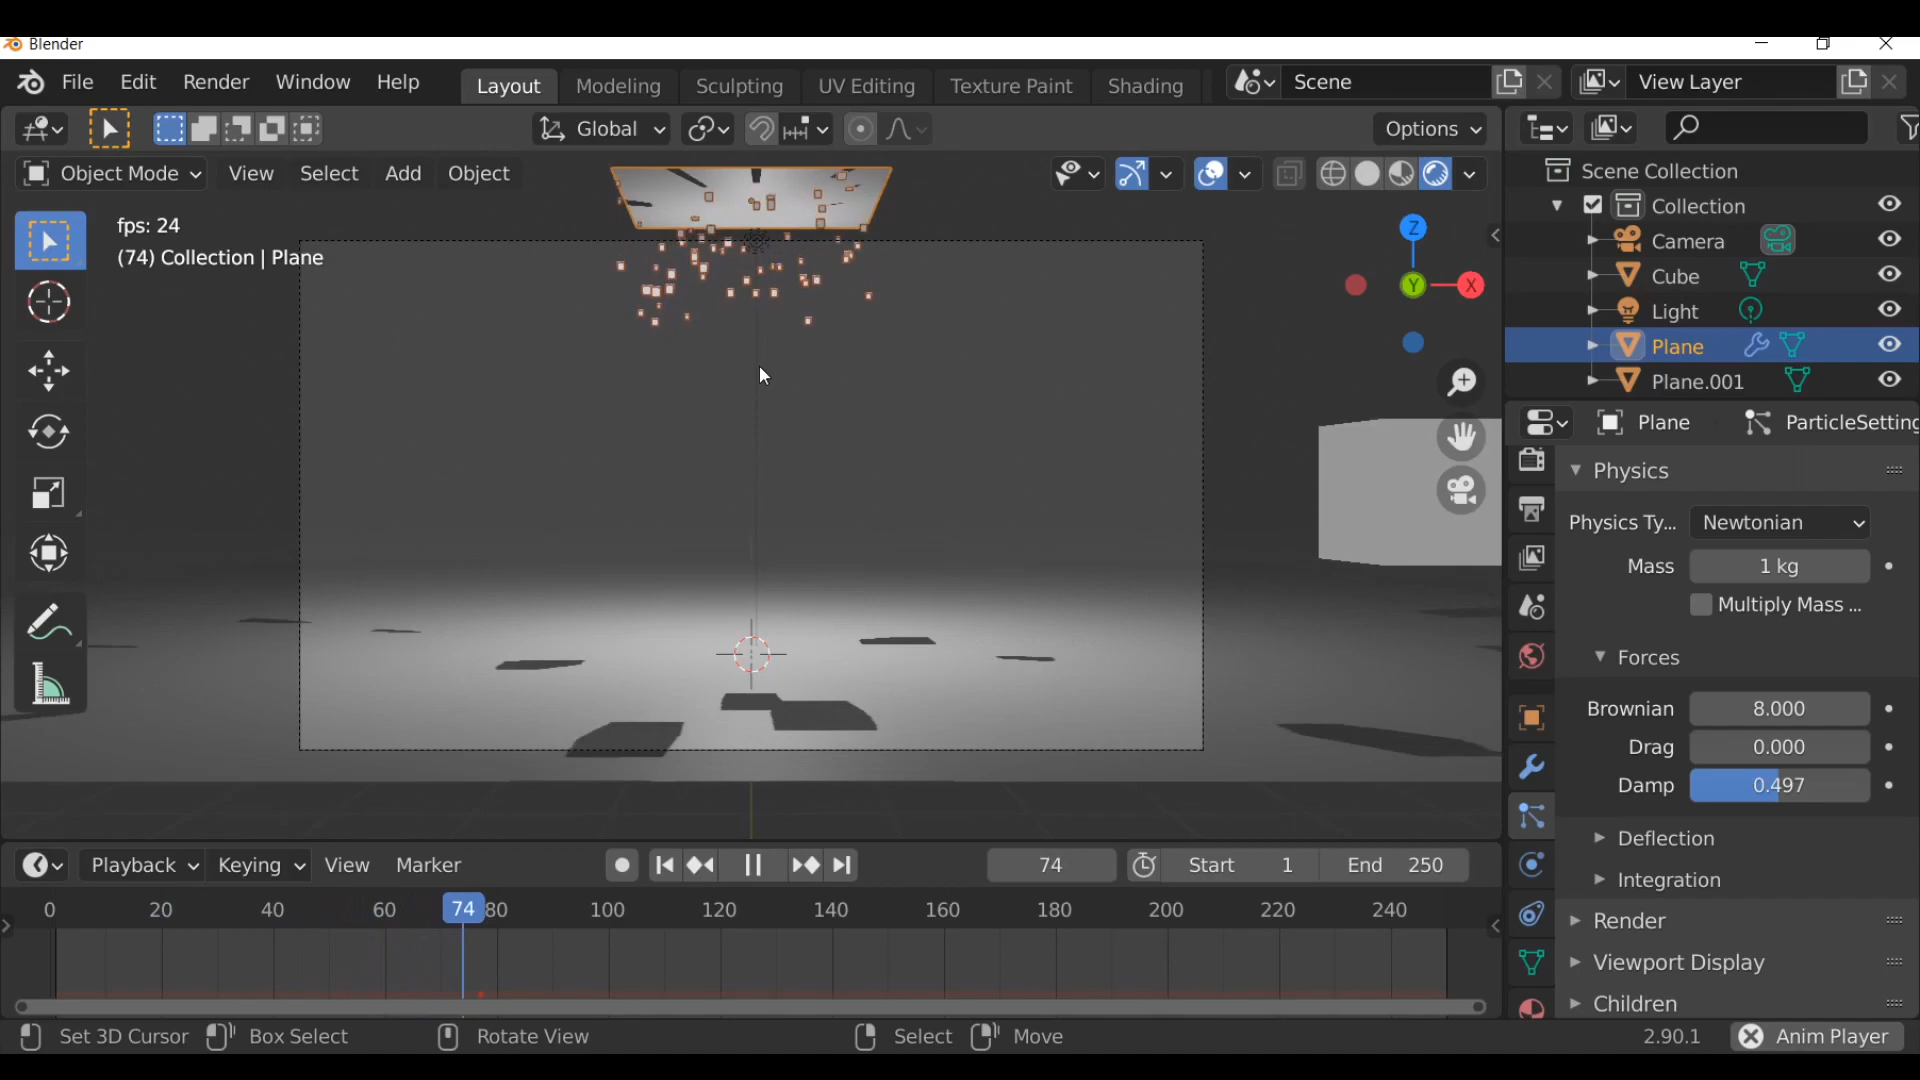 Blender
File Edit Render Window Help Layout Modeling Sculpting UV Editing Texture Paint Shading Scene View Layer
Global Options
Object Mode View Select Add Object
fps: 24
(74) Collection | Plane
Z
Y
X
Scene Collection
Collection
Camera
Cube
Light
Plane
Plane.001
Plane ParticleSetting
Physics
Physics Ty... Newtonian
Mass 1 kg
Multiply Mass ...
Forces
Brownian 8.000
Drag 0.000
Damp 0.497
Deflection
Integration
Render
Viewport Display
Children
Playback Keying View Marker 74 Start 1 End 250
0 20 40 60 74 80 100 120 140 160 180 200 220 240
Set 3D Cursor Box Select Rotate View Select Move 2.90.1 Anim Player